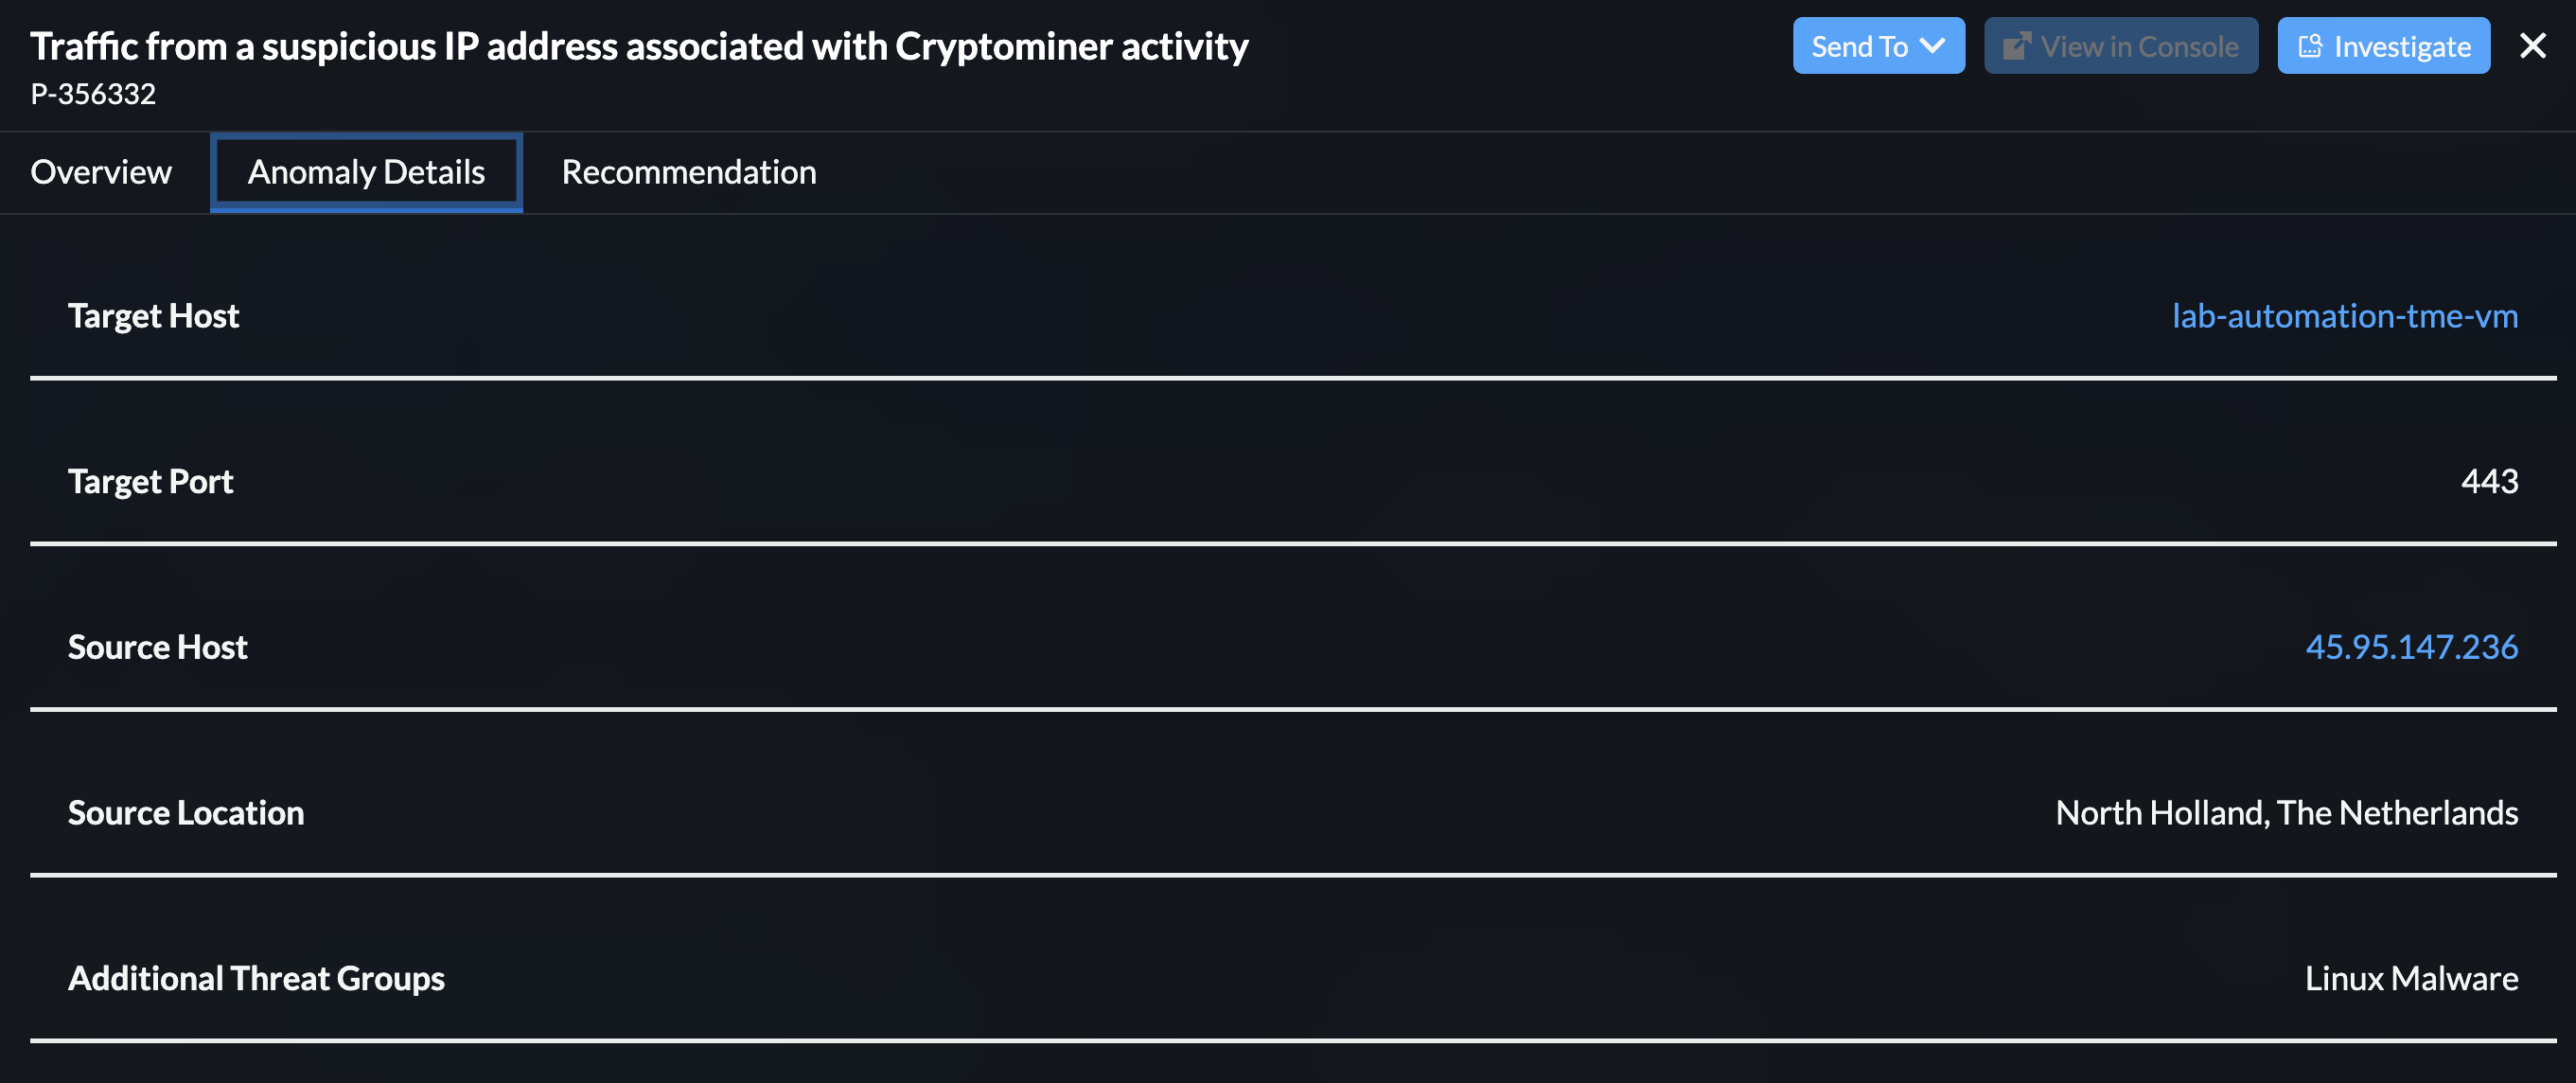 Traffic from a suspicious IP address associated with Cryptominer activity
Send To
View in Console
Investigate
P-356332
Overview
Anomaly Details
Recommendation
Target Host
lab-automation-tme-vm
Target Port
443
Source Host
45.95.147.236
Source Location
North Holland, The Netherlands
Additional Threat Groups
Linux Malware